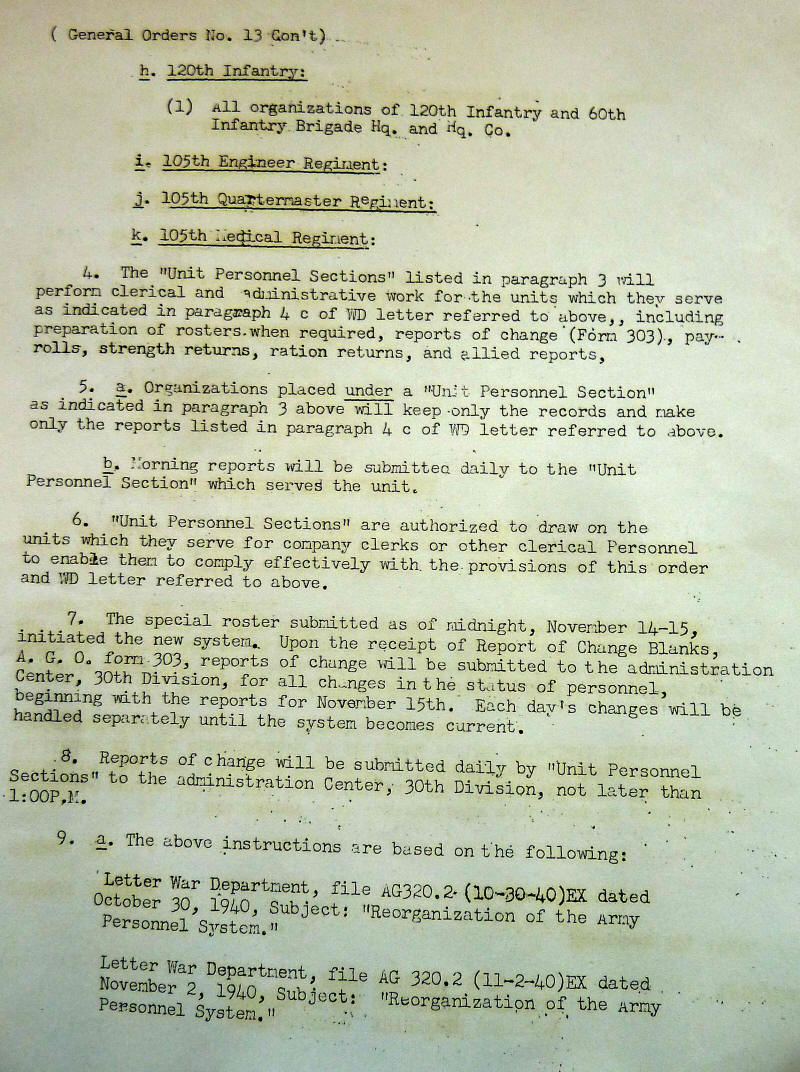 ( General Orders No. 13 Con't)
h. 120th Infantry:
(1) All organizations of 120th Infantry and 60th
Infantry Brigade Hq. and Hq. Co.
i. 105th Engineer Regiment:
j. 105th Quartermaster Regiment:
k. 105th Medical Regiment:
4. The "Unit Personnel Sections" listed in paragraph 3 will
perform clerical and administrative work for the units which they serve
as indicated in paragraph 4 c of WD letter referred to above,, including
preparation of rosters when required, reports of change (Form 303), pay-
rolls, strength returns, ration returns, and allied reports,
5. a. Organizations placed under a "Unit Personnel Section"
as indicated in paragraph 3 above will keep only the records and make
only the reports listed in paragraph 4 c of WD letter referred to above.
b. Morning reports will be submitted daily to the "Unit
Personnel Section" which served the unit.
6. "Unit Personnel Sections" are authorized to draw on the
units which they serve for company clerks or other clerical Personnel
to enable them to comply effectively with the provisions of this order
and WD letter referred to above.
7. The special roster submitted as of midnight, November 14-15,
initiated the new system. Upon the receipt of Report of Change Blanks,
A. G. O. form 303, reports of change will be submitted to the administration
Center, 30th Division, for all changes in the status of personnel,
beginning with the reports for November 15th. Each day's changes will be
handled separately until the system becomes current.
8. Reports of change will be submitted daily by "Unit Personnel
Sections" to the administration Center, 30th Division, not later than
1:00P.M.
9. a. The above instructions are based on the following:
Letter War Department, file AG320.2 (10-30-40)EX dated
October 30, 1940, Subject: "Reorganization of the Army
Personnel System."
Letter War Department, file AG 320.2 (11-2-40)EX dated
November 2, 1940, Subject: "Reorganization of the Army
Personnel System."